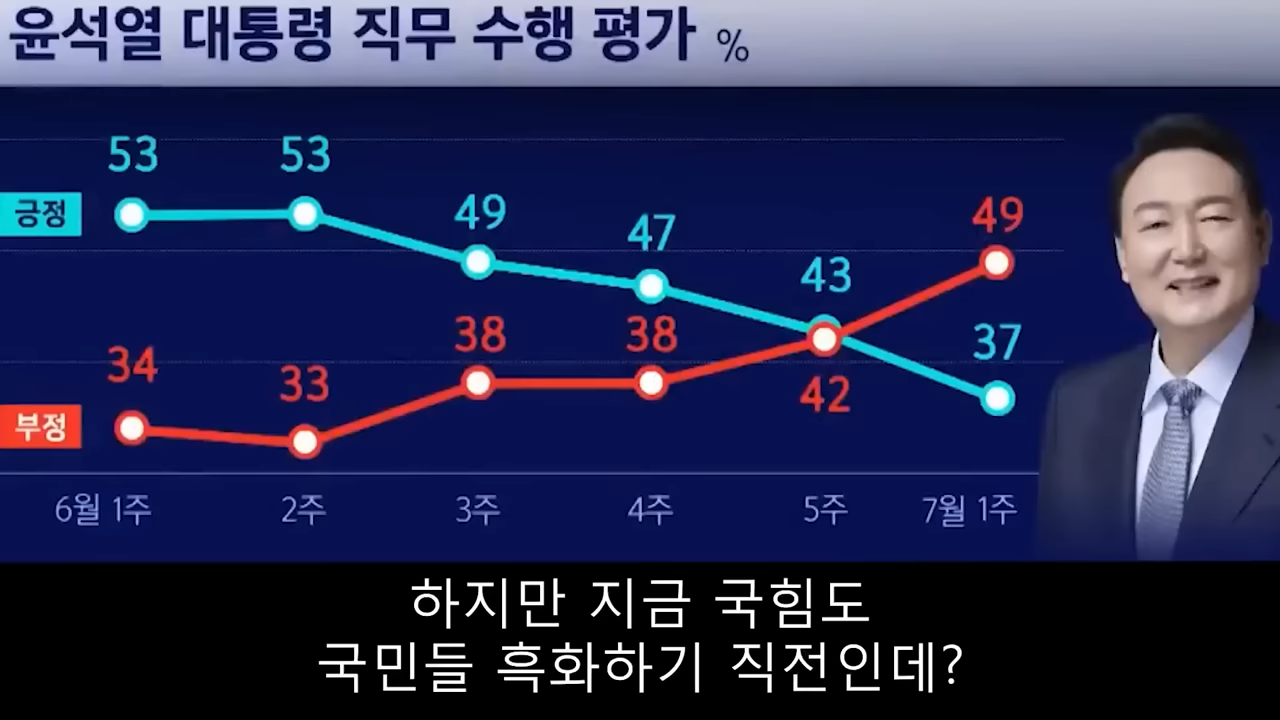 윤석열 대통령 직무 수행 평가 %
53 53 49 47 43 49
긍정
34 33 38 38 42 37
부정
6월 1주 2주 3주 4주 5주 7월 1주
하지만 지금 국힘도
국민들 흑화하기 직전인데?